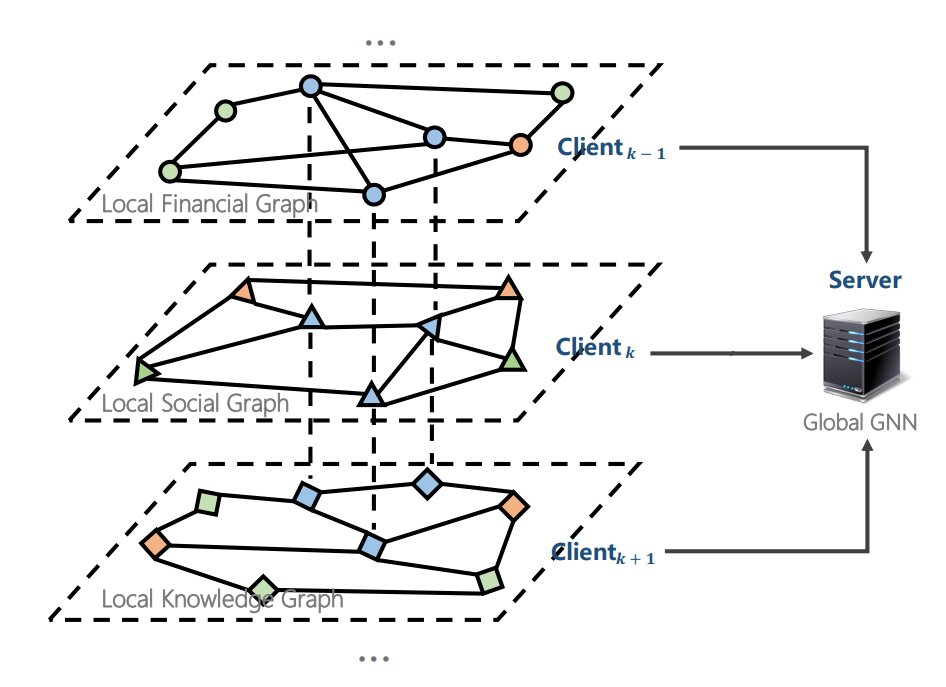 ...
Client k − 1
Local Financial Graph
Server
Client k
Local Social Graph
Global GNN
Client k + 1
Local Knowledge Graph
...